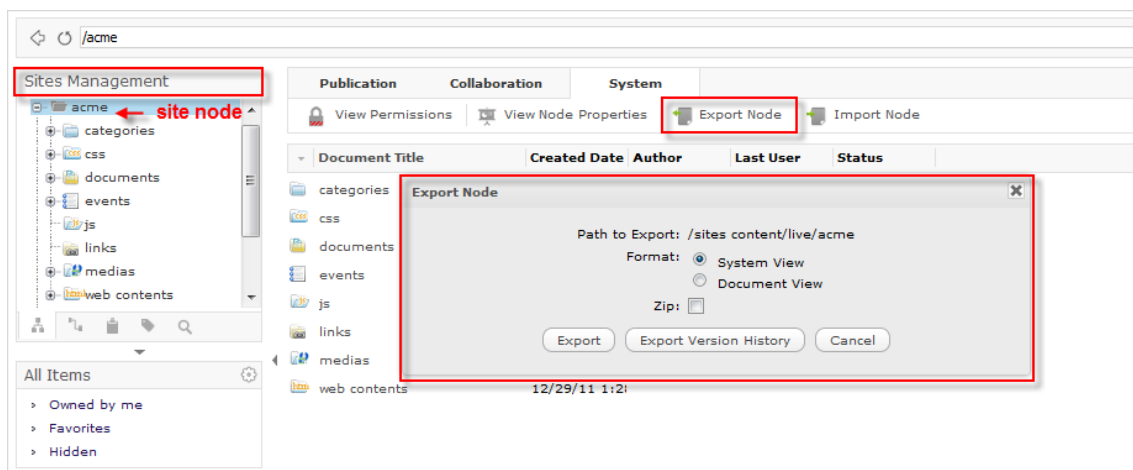 /acme
Sites Management
acme
site node
categories
css
documents
events
js
links
medias
web contents
All Items
Owned by me
Favorites
Hidden
Publication Collaboration System
View Permissions View Node Properties Export Node Import Node
Document Title Created Date Author Last User Status
categories
css
documents
events
js
links
medias
web contents 12/29/11 1:2
Export Node
Path to Export: /sites content/live/acme
Format: System View
Document View
Zip:
Export Export Version History Cancel